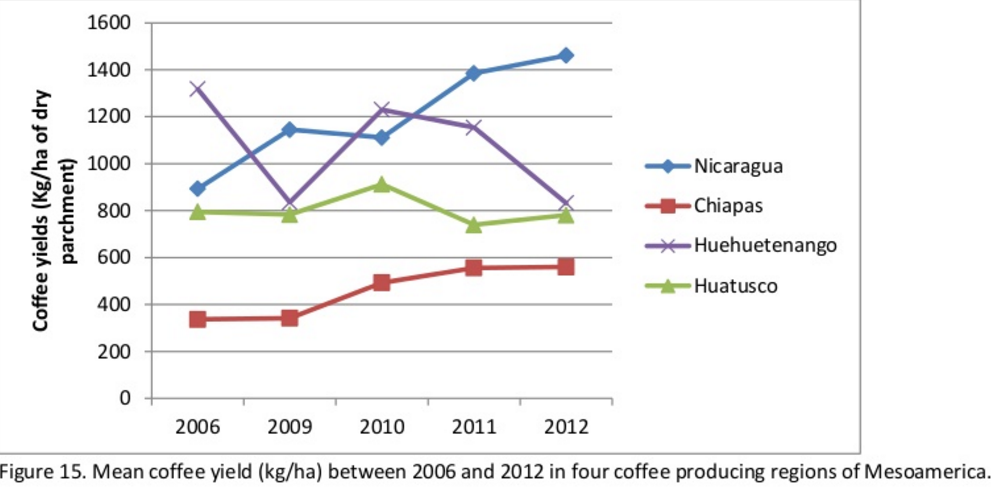 1600
1400
1200
1000
800
600
400
200
0
Coffee yields (Kg/ha of dry
parchment)
2006 2009 2010 2011 2012
Nicaragua
Chiapas
Huehuetenango
Huatusco
Figure 15. Mean coffee yield (kg/ha) between 2006 and 2012 in four coffee producing regions of Mesoamerica.